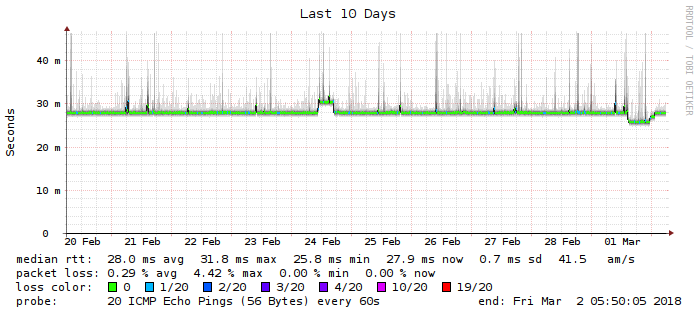 Last 10 Days
RRDTOOL / TOBI OETIKER
Seconds
40 m
30 m
20 m
10 m
0
20 Feb 21 Feb 22 Feb 23 Feb 24 Feb 25 Feb 26 Feb 27 Feb 28 Feb 01 Mar
median rtt: 28.0 ms avg 31.8 ms max 25.8 ms min 27.9 ms now 0.7 ms sd 41.5 am/s
packet loss: 0.29 % avg 4.42 % max 0.00 % min 0.00 % now
loss color: 0 1/20 2/20 3/20 4/20 10/20 19/20
probe: 20 ICMP Echo Pings (56 Bytes) every 60s end: Fri Mar 2 05:50:05 2018